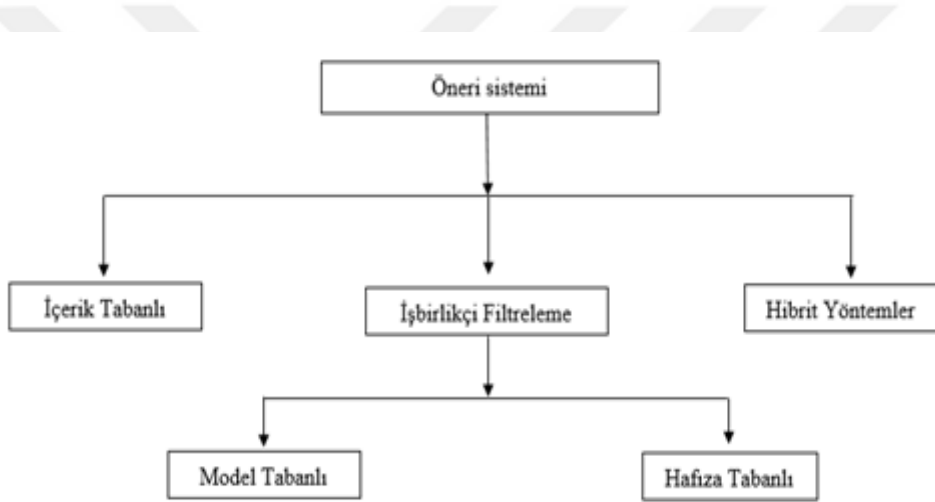 Öneri sistemi
İçerik Tabanlı
İşbirlikçi Filtreleme
Hibrit Yöntemler
Model Tabanlı
Hafıza Tabanlı